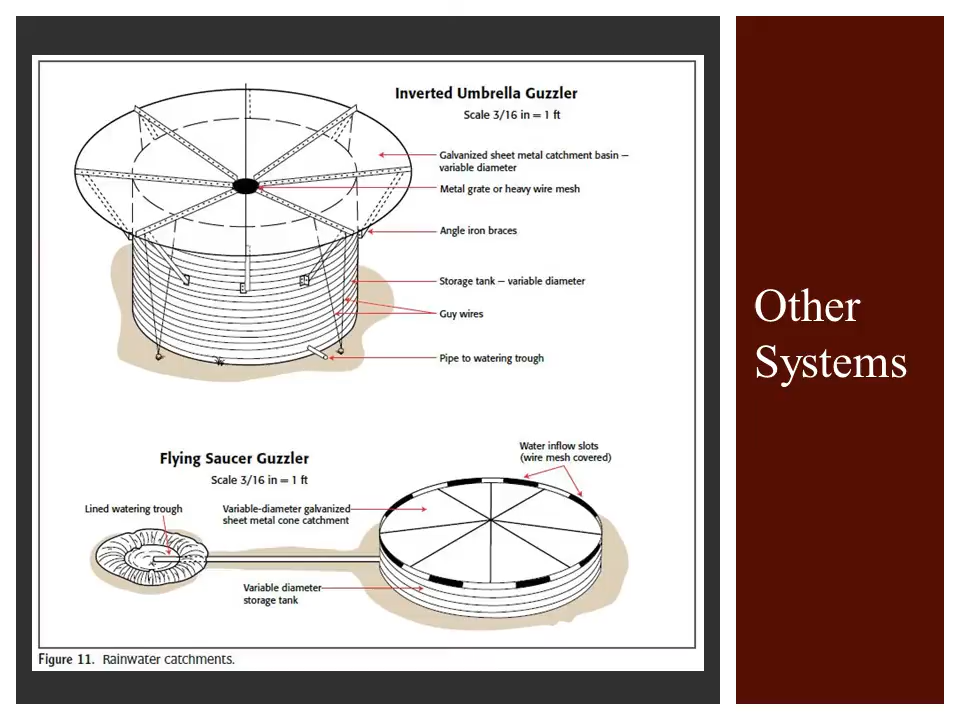 Inverted Umbrella Guzzler
Scale 3/16 in = 1 ft
Galvanized sheet metal catchment basin –
variable diameter
Metal grate or heavy wire mesh
Angle iron braces
Storage tank – variable diameter
Guy wires
Pipe to watering trough
Flying Saucer Guzzler
Scale 3/16 in = 1 ft
Water inflow slots
(wire mesh covered)
Lined watering trough
Variable-diameter galvanized
sheet metal cone catchment
Variable diameter
storage tank
Figure 11. Rainwater catchments.
Other
Systems